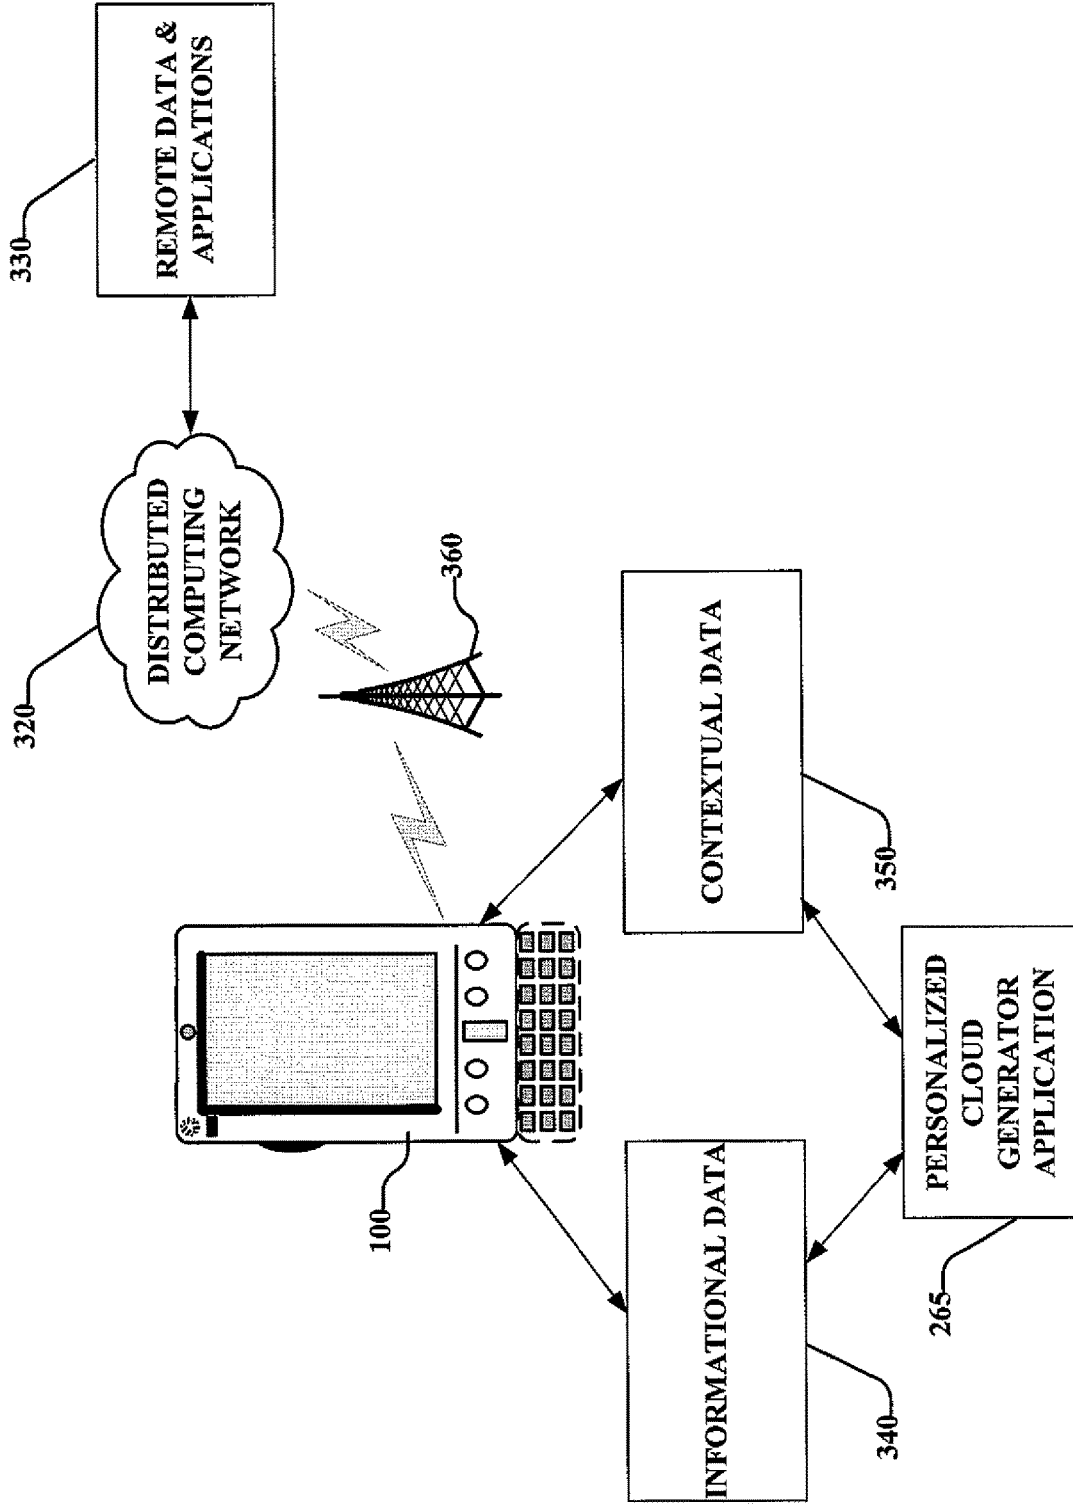 330
REMOTE DATA &
APPLICATIONS
320
DISTRIBUTED
COMPUTING
NETWORK
360
100
CONTEXTUAL DATA
350
INFORMATIONAL DATA
340
PERSONALIZED
CLOUD
GENERATOR
APPLICATION
265